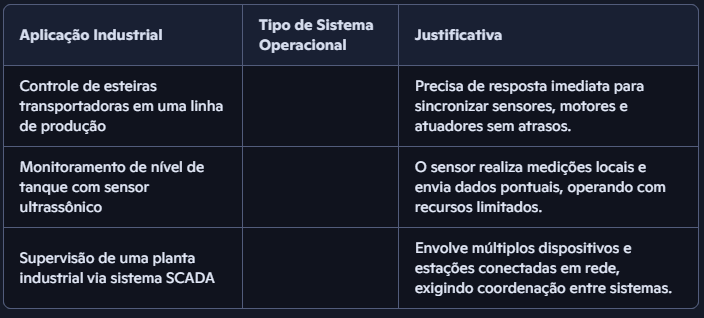 Aplicação Industrial
Tipo de Sistema
Operacional
Justificativa
Controle de esteiras
transportadoras em uma linha
de produção
Precisa de resposta imediata para
sincronizar sensores, motores e
atuadores sem atrasos.
Monitoramento de nível de
tanque com sensor
ultrassônico
O sensor realiza medições locais e
envia dados pontuais, operando com
recursos limitados.
Supervisão de uma planta
industrial via sistema SCADA
Envolve múltiplos dispositivos e
estações conectadas em rede,
exigindo coordenação entre sistemas.